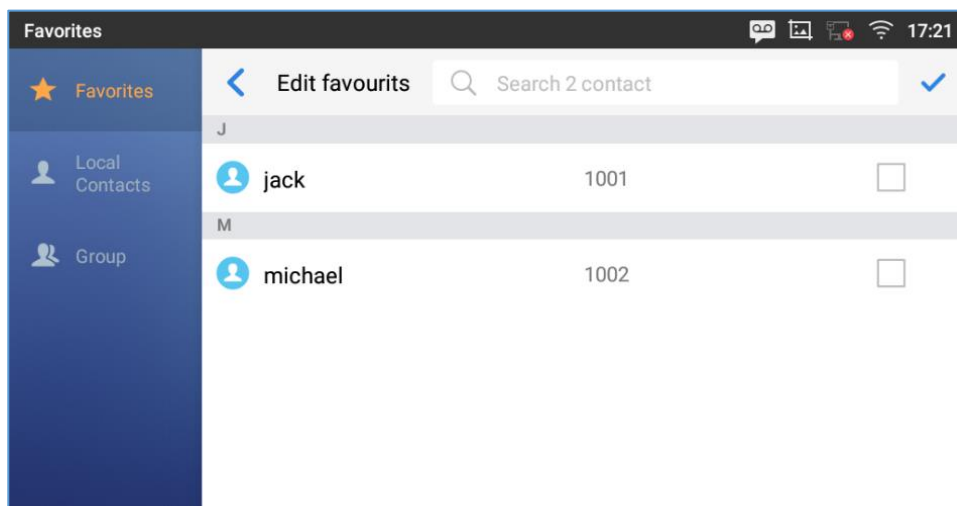 Favorites 17:21
Favorites
Edit favourits Search 2 contact
J
Local
Contacts
jack 1001
M
Group
michael 1002